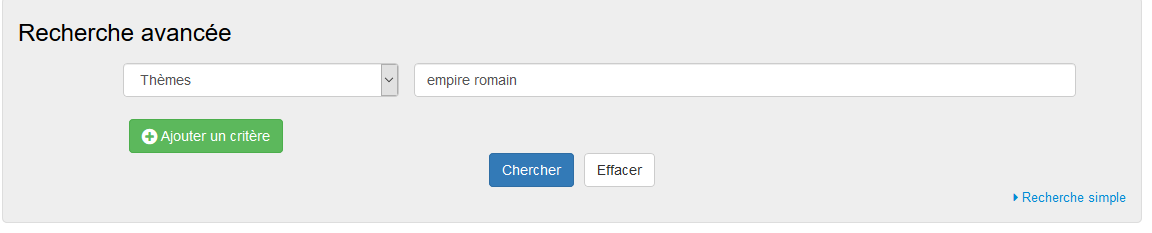 Recherche avancée
Thèmes
empire romain
Ajouter un critère
Chercher
Effacer
Recherche simple